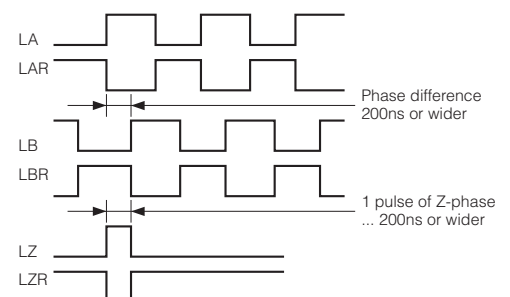 LA
LAR
Phase difference
200ns or wider
LB
LBR
1 pulse of Z-phase
... 200ns or wider
LZ
LZR